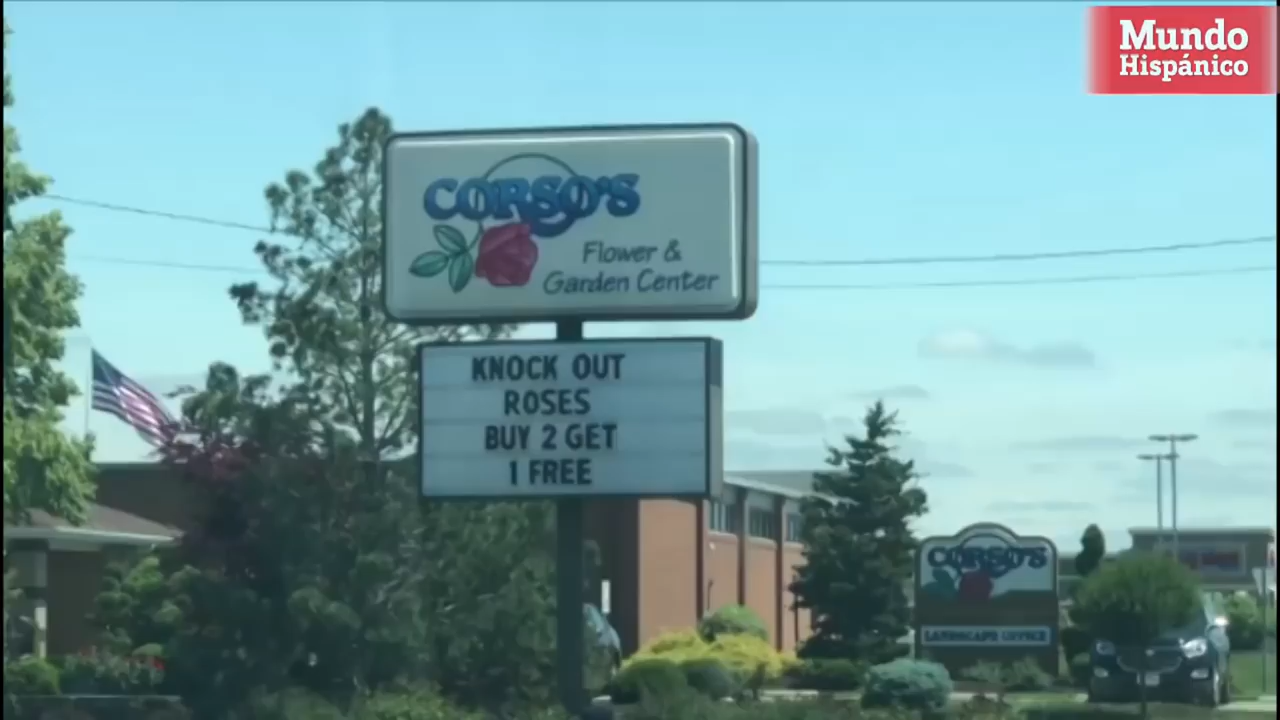 Mundo
Hispánico
CORSO'S
Flower &
Garden Center
KNOCK OUT
ROSES
BUY 2 GET
1 FREE
CORSO'S
LANDSCAPE OFFICE